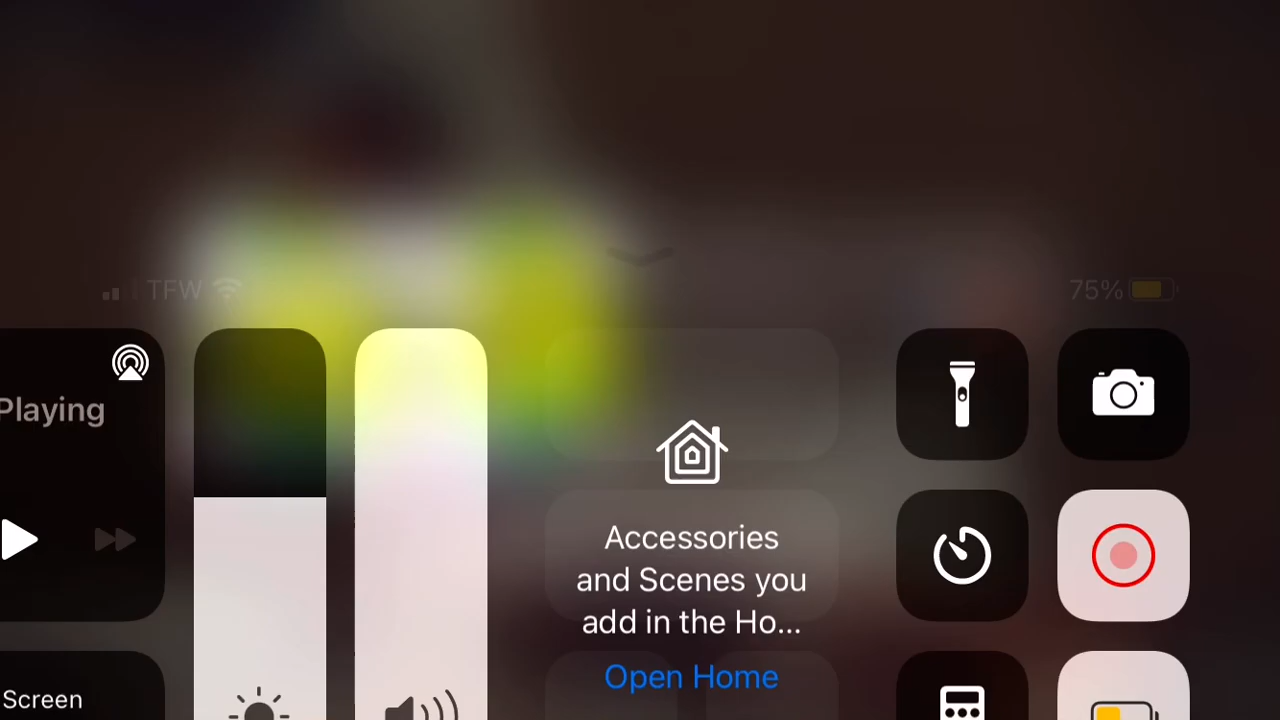 TFW
75%
Playing
Accessories
and Scenes you
add in the Ho...
Open Home
Screen